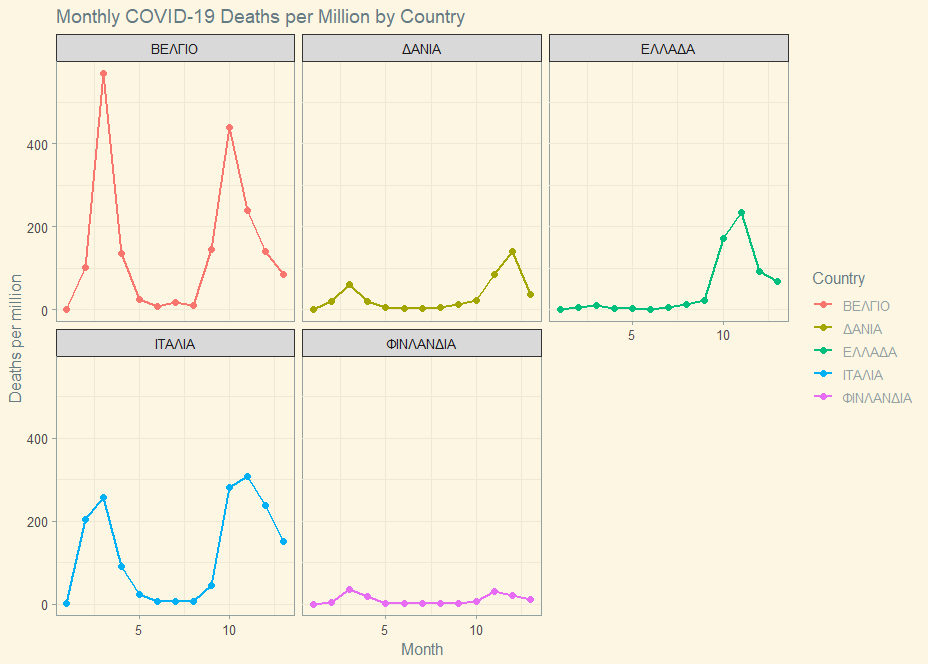 Monthly COVID-19 Deaths per Million by Country
ΒΕΛΓΙΟ
ΔΑΝΙΑ
ΕΛΛΑΔΑ
400
200
0
5
10
ΙΤΑΛΙΑ
ΦΙΝΛΑΝΔΙΑ
400
200
0
5
10
5
10
Deaths per million
Month
Country
ΒΕΛΓΙΟ
ΔΑΝΙΑ
ΕΛΛΑΔΑ
ΙΤΑΛΙΑ
ΦΙΝΛΑΝΔΙΑ